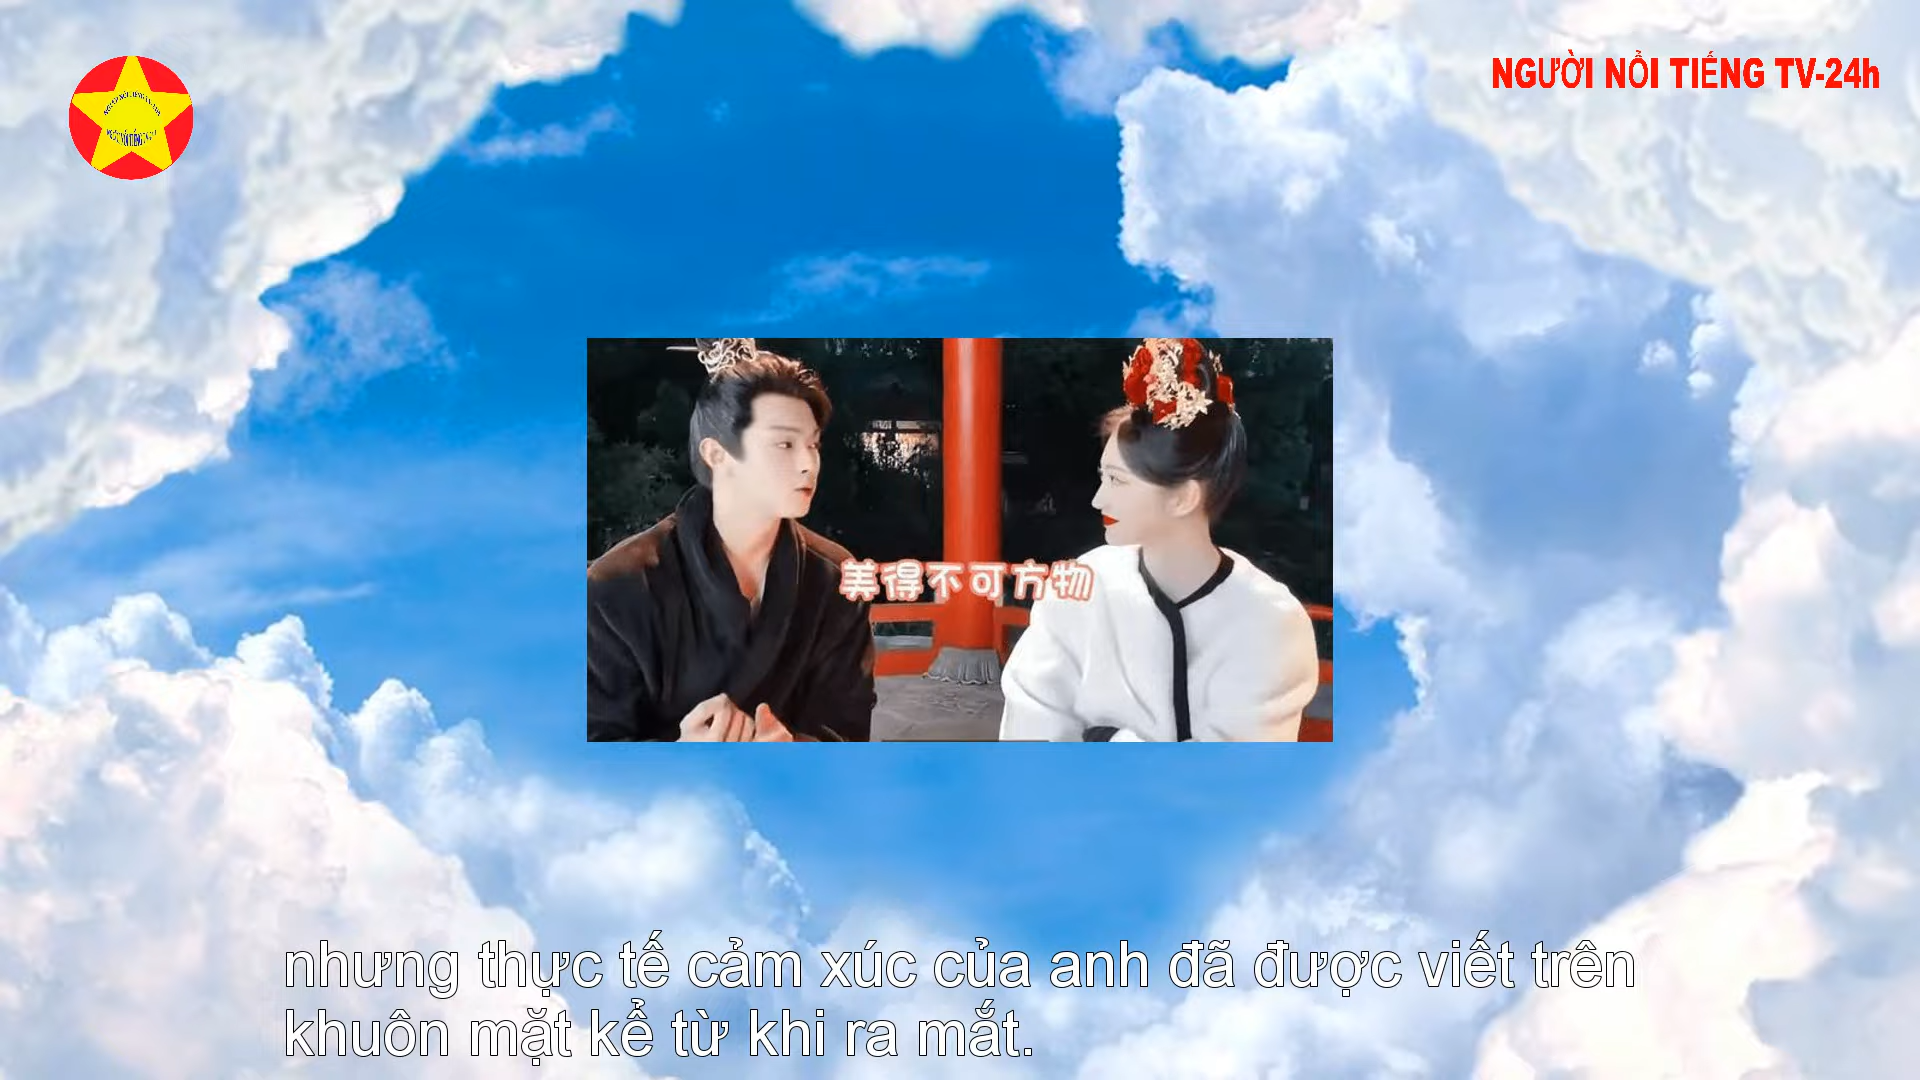 NGƯỜI NỔI TIẾNG TV-24h
美得不可方物
nhưng thực tế cảm xúc của anh đã được viết trên
khuôn mặt kể từ khi ra mắt.